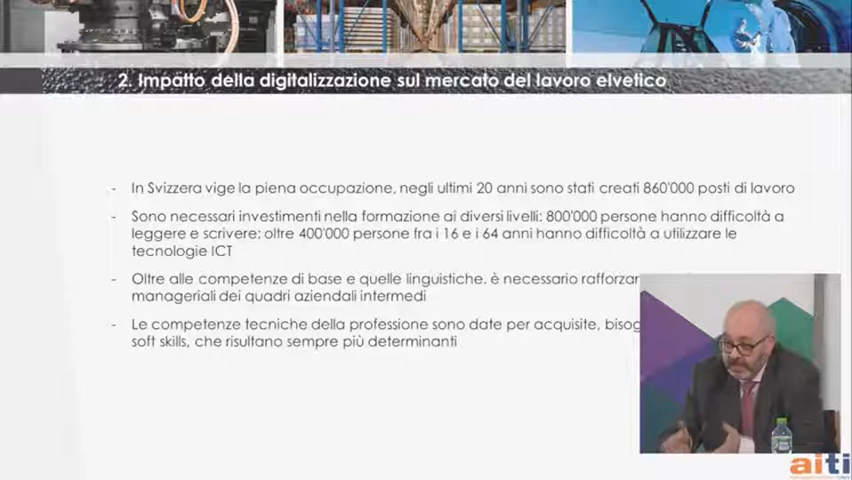 2. Impatto della digitalizzazione sul mercato del lavoro elvetico
- In Svizzera vige la piena occupazione, negli ultimi 20 anni sono stati creati 860'000 posti di lavoro
- Sono necessari investimenti nella formazione ai diversi livelli: 800'000 persone hanno difficoltà a
leggere e scrivere; oltre 400'000 persone fra i 16 e i 64 anni hanno difficoltà a utilizzare le
tecnologie ICT
- Oltre alle competenze di base e quelle linguistiche, è necessario rafforzar
manageriali dei quadri aziendali intermedi
- Le competenze tecniche della professione sono date per acquisite, bisog
soft skills, che risultano sempre più determinanti
aiti